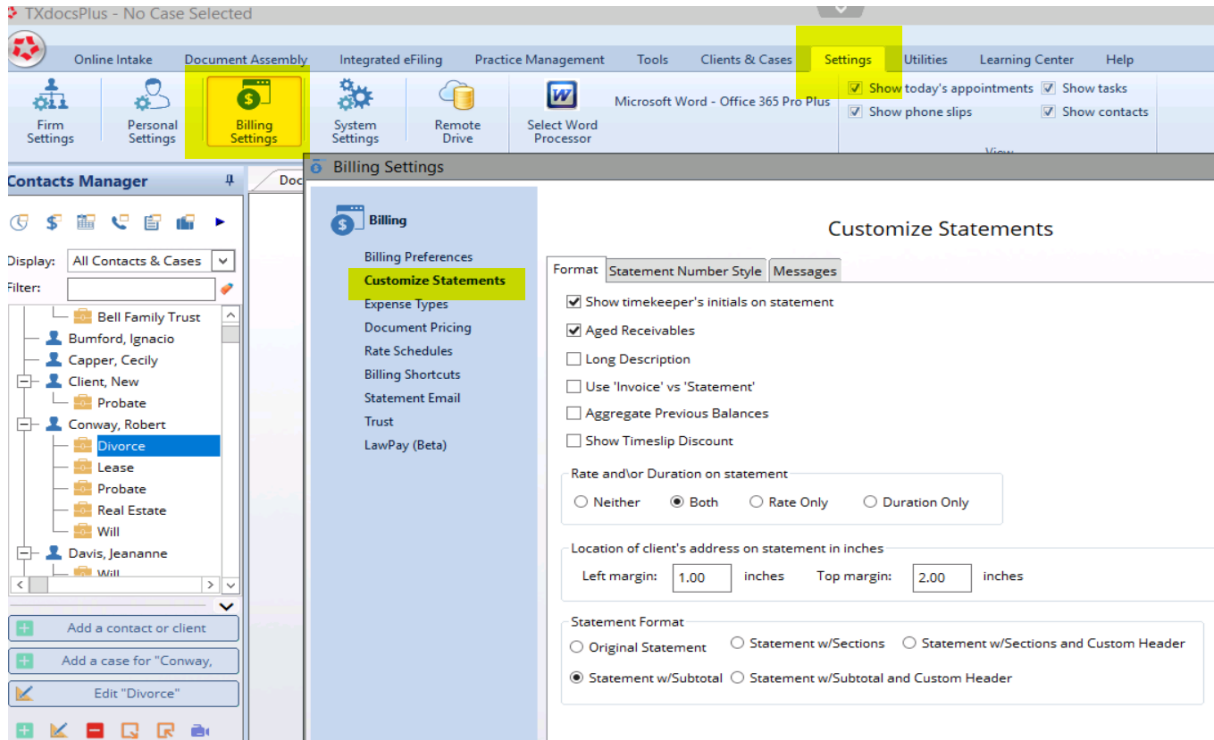 TXdocsPlus - No Case Selected
Online Intake Document Assembly Integrated eFiling Practice Management Tools Clients & Cases Settings Utilities Learning Center Help
Firm Settings
Personal Settings
Billing Settings
System Settings
Remote Drive
Select Word Processor
Microsoft Word - Office 365 Pro Plus
Show today's appointments Show tasks
Show phone slips Show contacts
View
Contacts Manager
Display: All Contacts & Cases
Filter:
Bell Family Trust
Bumford, Ignacio
Capper, Cecily
Client, New
Probate
Conway, Robert
Divorce
Lease
Probate
Real Estate
Will
Davis, Jeananne
Will
Add a contact or client
Add a case for "Conway,
Edit "Divorce"
Doc
Billing Settings
Billing
Billing Preferences
Customize Statements
Expense Types
Document Pricing
Rate Schedules
Billing Shortcuts
Statement Email
Trust
LawPay (Beta)
Customize Statements
Format Statement Number Style Messages
Show timekeeper's initials on statement
Aged Receivables
Long Description
Use 'Invoice' vs 'Statement'
Aggregate Previous Balances
Show Timeslip Discount
Rate and\or Duration on statement
Neither Both Rate Only Duration Only
Location of client's address on statement in inches
Left margin: 1.00 inches Top margin: 2.00 inches
Statement Format
Original Statement Statement w/Sections Statement w/Sections and Custom Header
Statement w/Subtotal Statement w/Subtotal and Custom Header